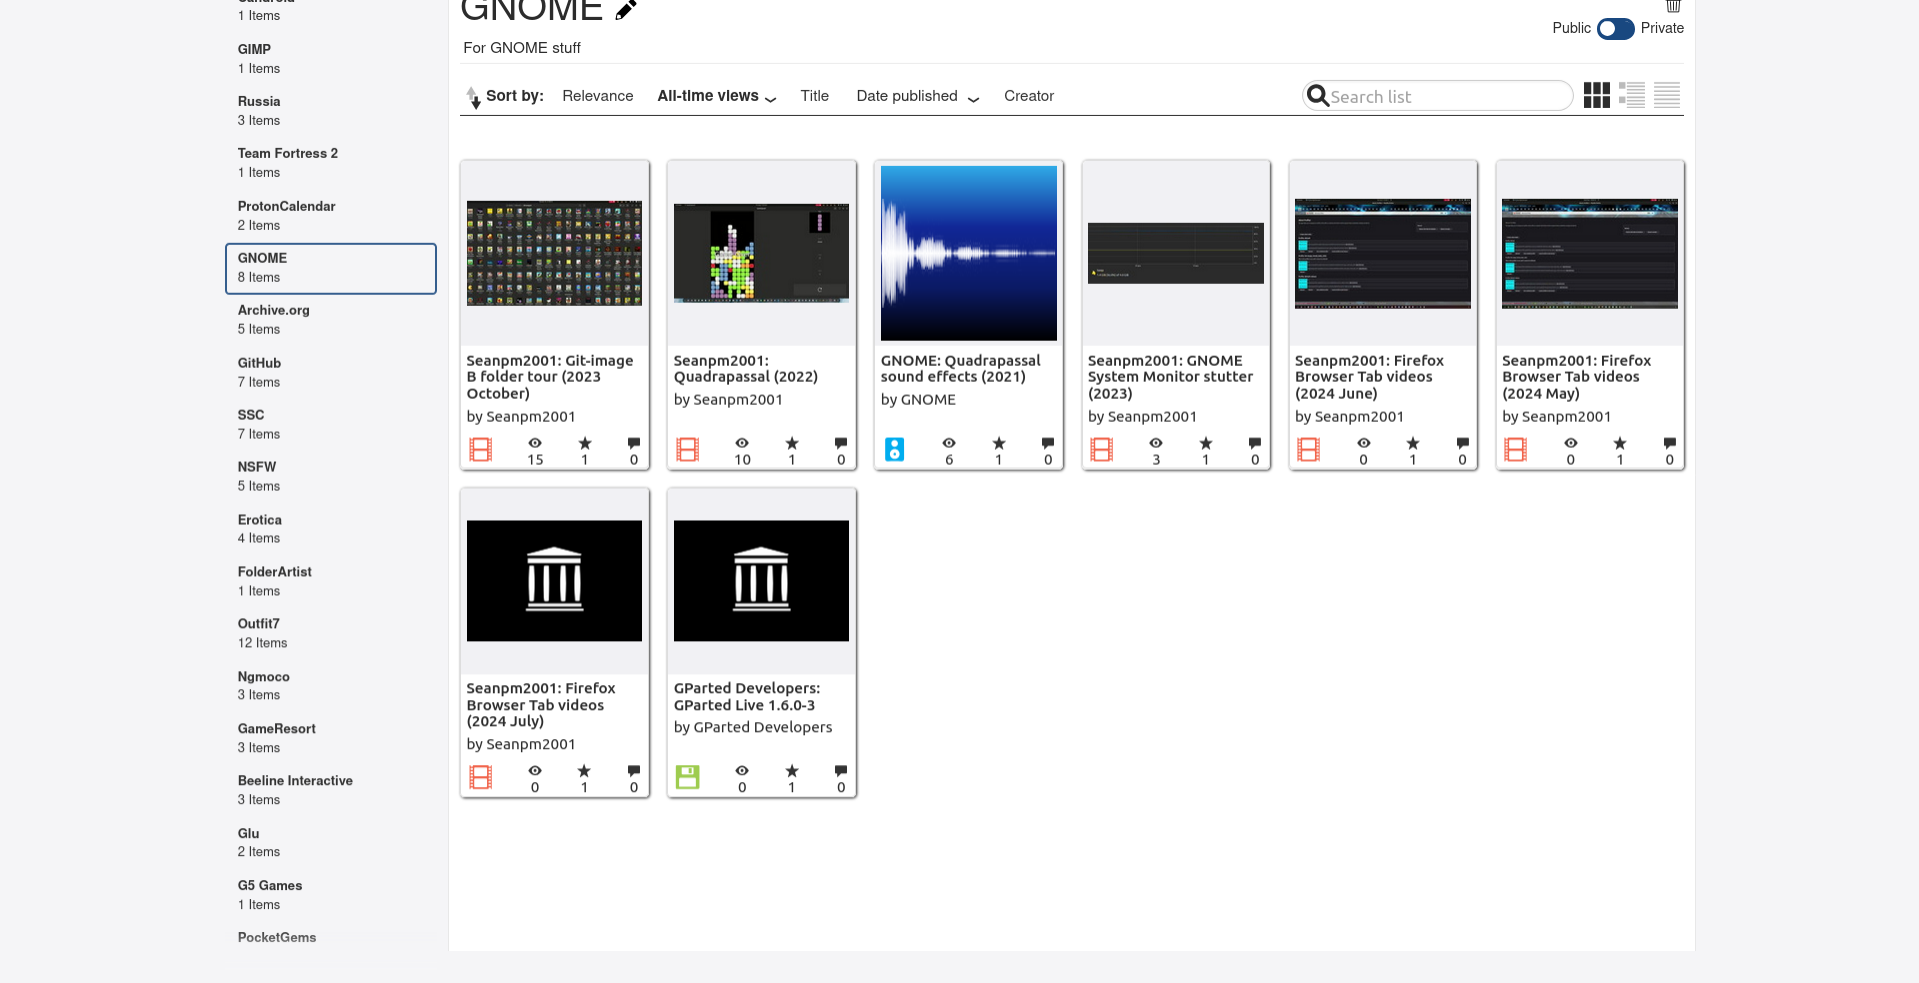 1 Items
GIMP
1 Items
Russia
3 Items
Team Fortress 2
1 Items
ProtonCalendar
2 Items
GNOME
8 Items
Archive.org
5 Items
GitHub
7 Items
SSC
7 Items
NSFW
5 Items
Erotica
4 Items
FolderArtist
1 Items
Outfit7
12 Items
Ngmoco
3 Items
GameResort
3 Items
Beeline Interactive
3 Items
Glu
2 Items
G5 Games
1 Items
PocketGems
GNOME
Public Private
For GNOME stuff
Sort by: Relevance All-time views Title Date published Creator
Search list
Seanpm2001: Git-image
B folder tour (2023
October)
by Seanpm2001
15 1 0
Seanpm2001:
Quadrapassal (2022)
by Seanpm2001
10 1 0
GNOME: Quadrapassal
sound effects (2021)
by GNOME
6 1 0
Seanpm2001: GNOME
System Monitor stutter
(2023)
by Seanpm2001
3 1 0
Seanpm2001: Firefox
Browser Tab videos
(2024 June)
by Seanpm2001
0 1 0
Seanpm2001: Firefox
Browser Tab videos
(2024 May)
by Seanpm2001
0 1 0
Seanpm2001: Firefox
Browser Tab videos
(2024 July)
by Seanpm2001
0 1 0
GParted Developers:
GParted Live 1.6.0-3
by GParted Developers
0 1 0